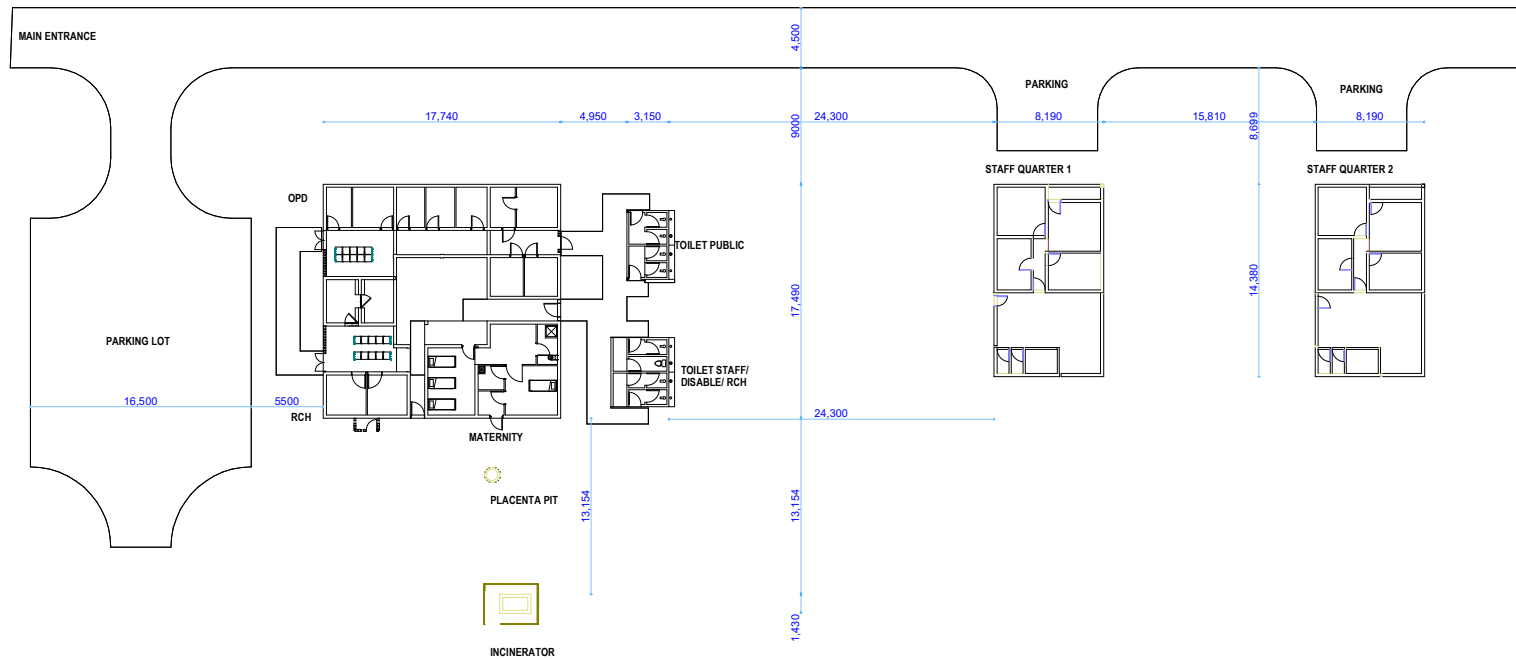 MAIN ENTRANCE
4,500
PARKING
PARKING
17,740
4,950
3,150
24,300
8,190
15,810
8,190
9000
8,699
STAFF QUARTER 1
STAFF QUARTER 2
OPD
TOILET PUBLIC
17,490
14,380
PARKING LOT
TOILET STAFF/
DISABLE/ RCH
16,500
5500
RCH
24,300
MATERNITY
PLACENTA PIT
13,154
13,154
1,430
INCINERATOR